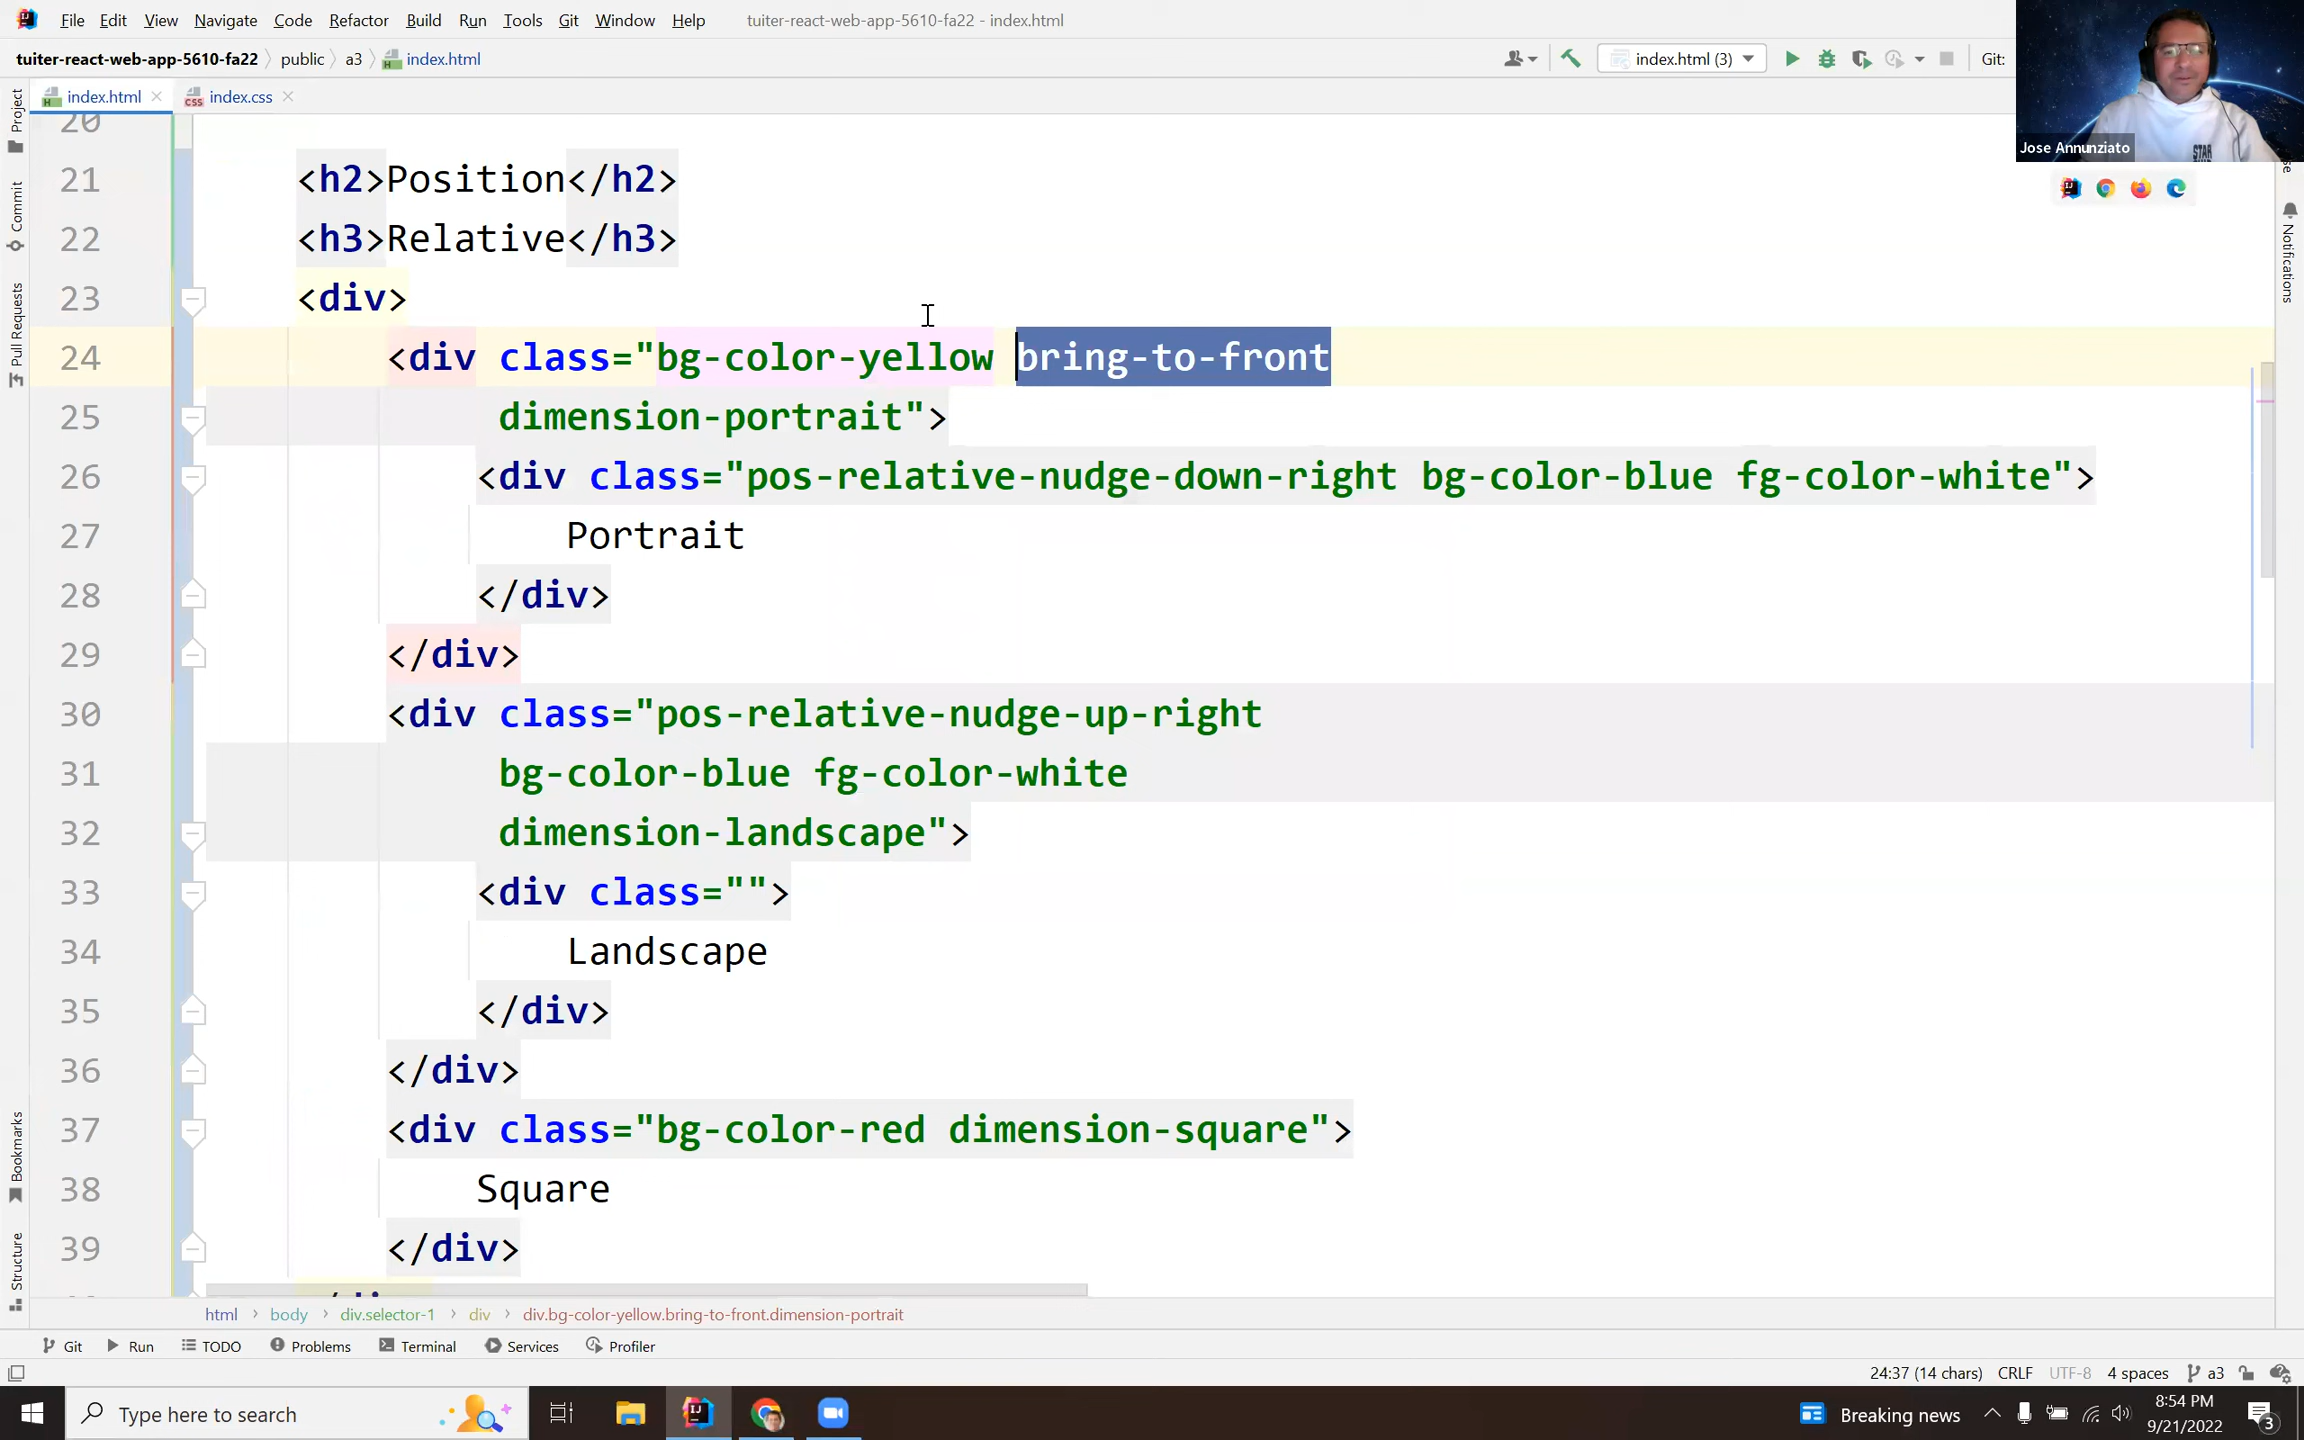 File Edit View Navigate Code Refactor Build Run Tools Git Window Help tuiter-react-web-app-5610-fa22 - index.html
tuiter-react-web-app-5610-fa22 public a3 index.html index.html (3) Git:
Jose Annunziato
index.html index.css
Project
Commit
Pull Requests
Bookmarks
Structure
Notifications
20
21 <h2>Position</h2>
22 <h3>Relative</h3>
23 <div>
24 <div class="bg-color-yellow bring-to-front
25 dimension-portrait">
26 <div class="pos-relative-nudge-down-right bg-color-blue fg-color-white">
27 Portrait
28 </div>
29 </div>
30 <div class="pos-relative-nudge-up-right
31 bg-color-blue fg-color-white
32 dimension-landscape">
33 <div class="">
34 Landscape
35 </div>
36 </div>
37 <div class="bg-color-red dimension-square">
38 Square
39 </div>
html body div.selector-1 div div.bg-color-yellow.bring-to-front.dimension-portrait
Git Run TODO Problems Terminal Services Profiler
24:37 (14 chars) CRLF UTF-8 4 spaces a3
Type here to search
Breaking news
8:54 PM
9/21/2022
3